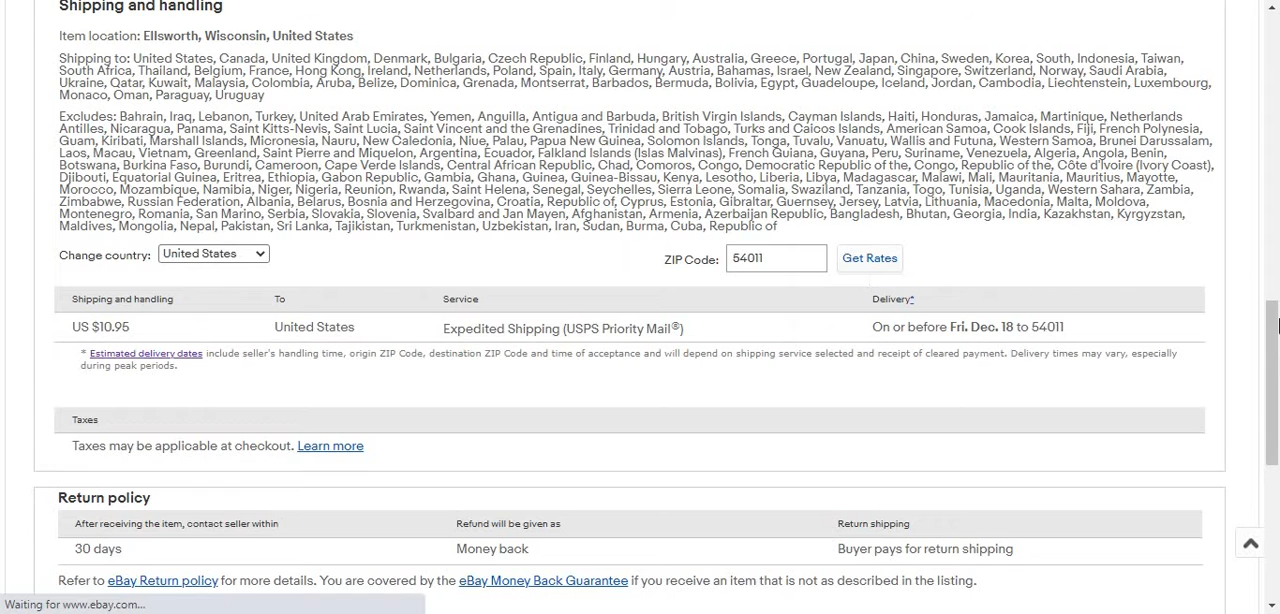 Shipping and handling
Item location: Ellsworth, Wisconsin, United States
Shipping to: United States, Canada, United Kingdom, Denmark, Bulgaria, Czech Republic, Finland, Hungary, Australia, Greece, Portugal, Japan, China, Sweden, Korea, South, Indonesia, Taiwan,
South Africa, Thailand, Belgium, France, Hong Kong, Ireland, Netherlands, Poland, Spain, Italy, Germany, Austria, Bahamas, Israel, New Zealand, Singapore, Switzerland, Norway, Saudi Arabia,
Ukraine, Qatar, Kuwait, Malaysia, Colombia, Aruba, Belize, Dominica, Grenada, Montserrat, Barbados, Bermuda, Bolivia, Egypt, Guadeloupe, Iceland, Jordan, Cambodia, Liechtenstein, Luxembourg,
Monaco, Oman, Paraguay, Uruguay
Excludes: Bahrain, Iraq, Lebanon, Turkey, United Arab Emirates, Yemen, Anguilla, Antigua and Barbuda, British Virgin Islands, Cayman Islands, Haiti, Honduras, Jamaica, Martinique, Netherlands
Antilles, Nicaragua, Panama, Saint Kitts-Nevis, Saint Lucia, Saint Vincent and the Grenadines, Trinidad and Tobago, Turks and Caicos Islands, American Samoa, Cook Islands, Fiji, French Polynesia,
Guam, Kiribati, Marshall Islands, Micronesia, Nauru, New Caledonia, Niue, Palau, Papua New Guinea, Solomon Islands, Tonga, Tuvalu, Vanuatu, Wallis and Futuna, Western Samoa, Brunei Darussalam,
Laos, Macau, Vietnam, Greenland, Saint Pierre and Miquelon, Argentina, Ecuador, Falkland Islands (Islas Malvinas), French Guiana, Guyana, Peru, Suriname, Venezuela, Algeria, Angola, Benin,
Botswana, Burkina Faso, Burundi, Cameroon, Cape Verde Islands, Central African Republic, Chad, Comoros, Congo, Democratic Republic of the, Congo, Republic of the, Côte d'Ivoire (Ivory Coast),
Djibouti, Equatorial Guinea, Eritrea, Ethiopia, Gabon Republic, Gambia, Ghana, Guinea, Guinea-Bissau, Kenya, Lesotho, Liberia, Libya, Madagascar, Malawi, Mali, Mauritania, Mauritius, Mayotte,
Morocco, Mozambique, Namibia, Niger, Nigeria, Reunion, Rwanda, Saint Helena, Senegal, Seychelles, Sierra Leone, Somalia, Swaziland, Tanzania, Togo, Tunisia, Uganda, Western Sahara, Zambia,
Zimbabwe, Russian Federation, Albania, Belarus, Bosnia and Herzegovina, Croatia, Republic of, Cyprus, Estonia, Gibraltar, Guernsey, Jersey, Latvia, Lithuania, Macedonia, Malta, Moldova,
Montenegro, Romania, San Marino, Serbia, Slovakia, Slovenia, Svalbard and Jan Mayen, Afghanistan, Armenia, Azerbaijan Republic, Bangladesh, Bhutan, Georgia, India, Kazakhstan, Kyrgyzstan,
Maldives, Mongolia, Nepal, Pakistan, Sri Lanka, Tajikistan, Turkmenistan, Uzbekistan, Iran, Sudan, Burma, Cuba, Republic of
Change country: United States ZIP Code: 54011 Get Rates
Shipping and handling To Service Delivery*
US $10.95 United States Expedited Shipping (USPS Priority Mail®) On or before Fri. Dec. 18 to 54011
* Estimated delivery dates include seller's handling time, origin ZIP Code, destination ZIP Code and time of acceptance and will depend on shipping service selected and receipt of cleared payment. Delivery times may vary, especially
during peak periods.
Taxes
Taxes may be applicable at checkout. Learn more
Return policy
After receiving the item, contact seller within Refund will be given as Return shipping
30 days Money back Buyer pays for return shipping
Refer to eBay Return policy for more details. You are covered by the eBay Money Back Guarantee if you receive an item that is not as described in the listing.
Waiting for www.ebay.com...